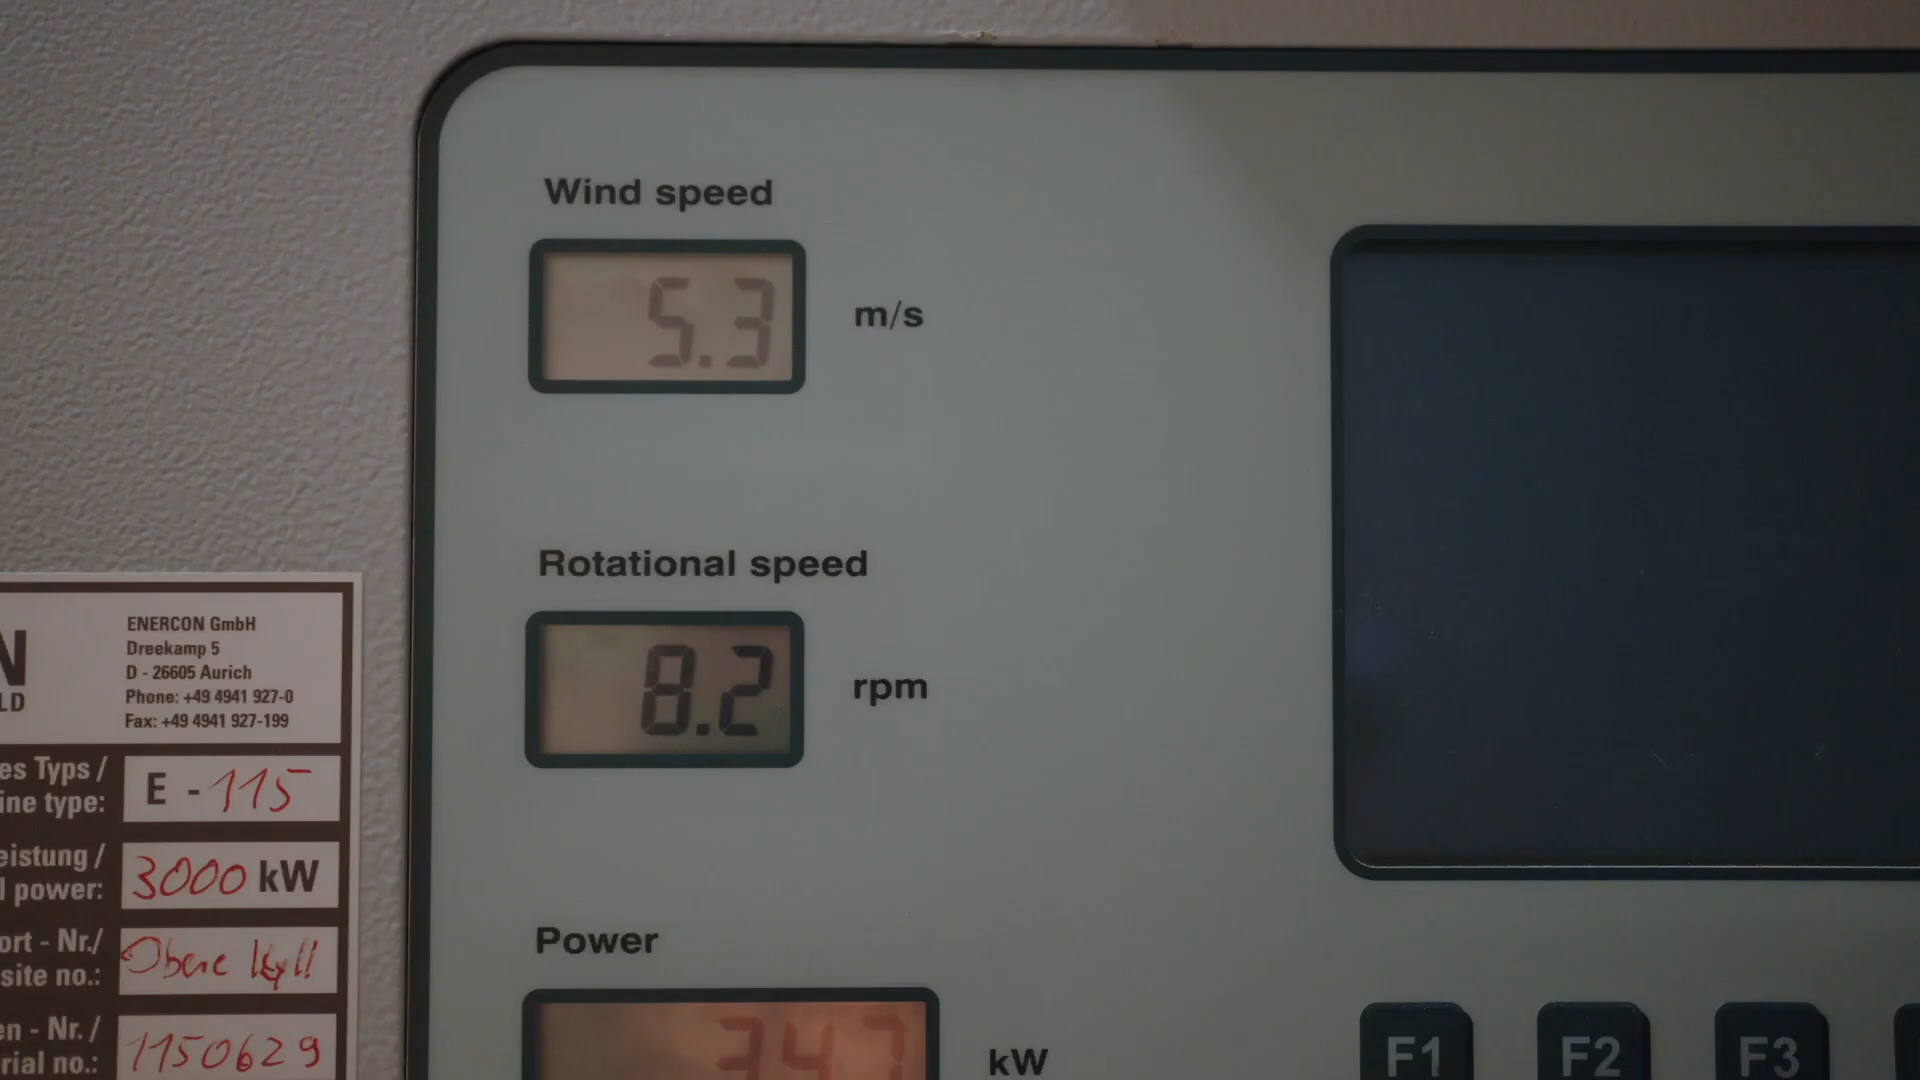 Wind speed
5.3 m/s
Rotational speed
8.2 rpm
Power
347 kW
F1 F2 F3
N
LD
ENERCON GmbH
Dreekamp 5
D - 26605 Aurich
Phone: +49 4941 927-0
Fax: +49 4941 927-199
es Typs /
ine type:
E - 115
eistung /
l power:
3000 kW
ort - Nr./
site no.:
Obere Kyll
en - Nr. /
rial no.:
1150629